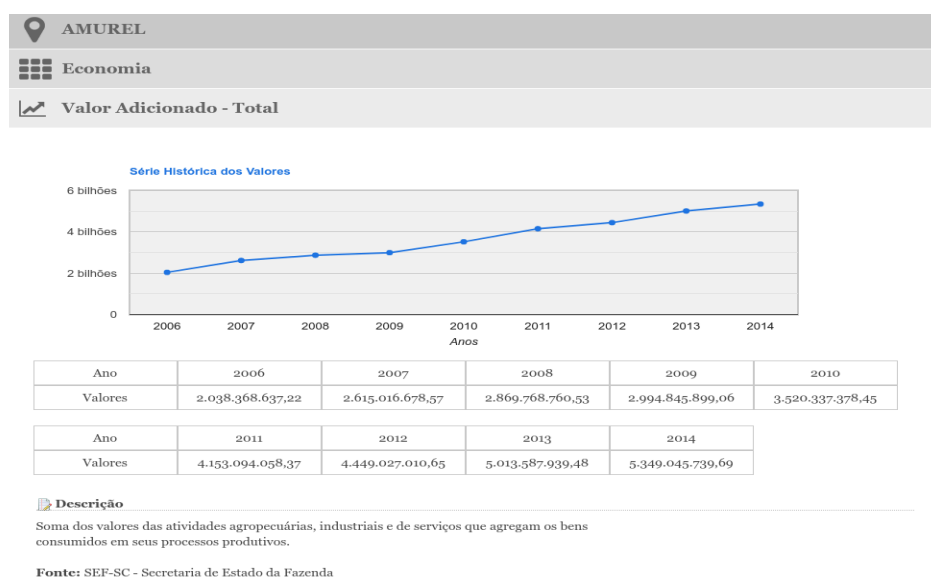 AMUREL
Economia
Valor Adicionado - Total
Série Histórica dos Valores
6 bilhões
4 bilhões
2 bilhões
0
2006 2007 2008 2009 2010 2011 2012 2013 2014
Anos
Ano 2006 2007 2008 2009 2010
Valores 2.038.368.637,22 2.615.016.678,57 2.869.768.760,53 2.994.845.899,06 3.520.337.378,45
Ano 2011 2012 2013 2014
Valores 4.153.094.058,37 4.449.027.010,65 5.013.587.939,48 5.349.045.739,69
Descrição
Soma dos valores das atividades agropecuárias, industriais e de serviços que agregam os bens
consumidos em seus processos produtivos.
Fonte: SEF-SC - Secretaria de Estado da Fazenda